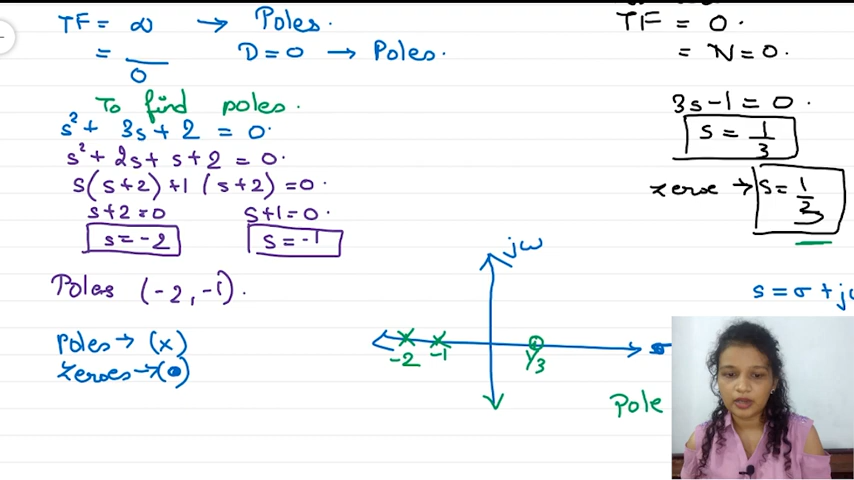 TF = ∞ → Poles.
= — / 0 D = 0 → Poles.
To find poles.
s² + 3s + 2 = 0.
s² + 2s + s + 2 = 0.
s(s+2) + 1(s+2) = 0.
s+2 = 0 s+1 = 0.
s = -2 s = -1
Poles (-2, -1).
Poles → (x)
Zeroes → (o)
TF = 0.
= N = 0.
3s - 1 = 0.
s = 1/3
s = 1/3
jω
s = σ + jω
-2 -1 1/3
Pole